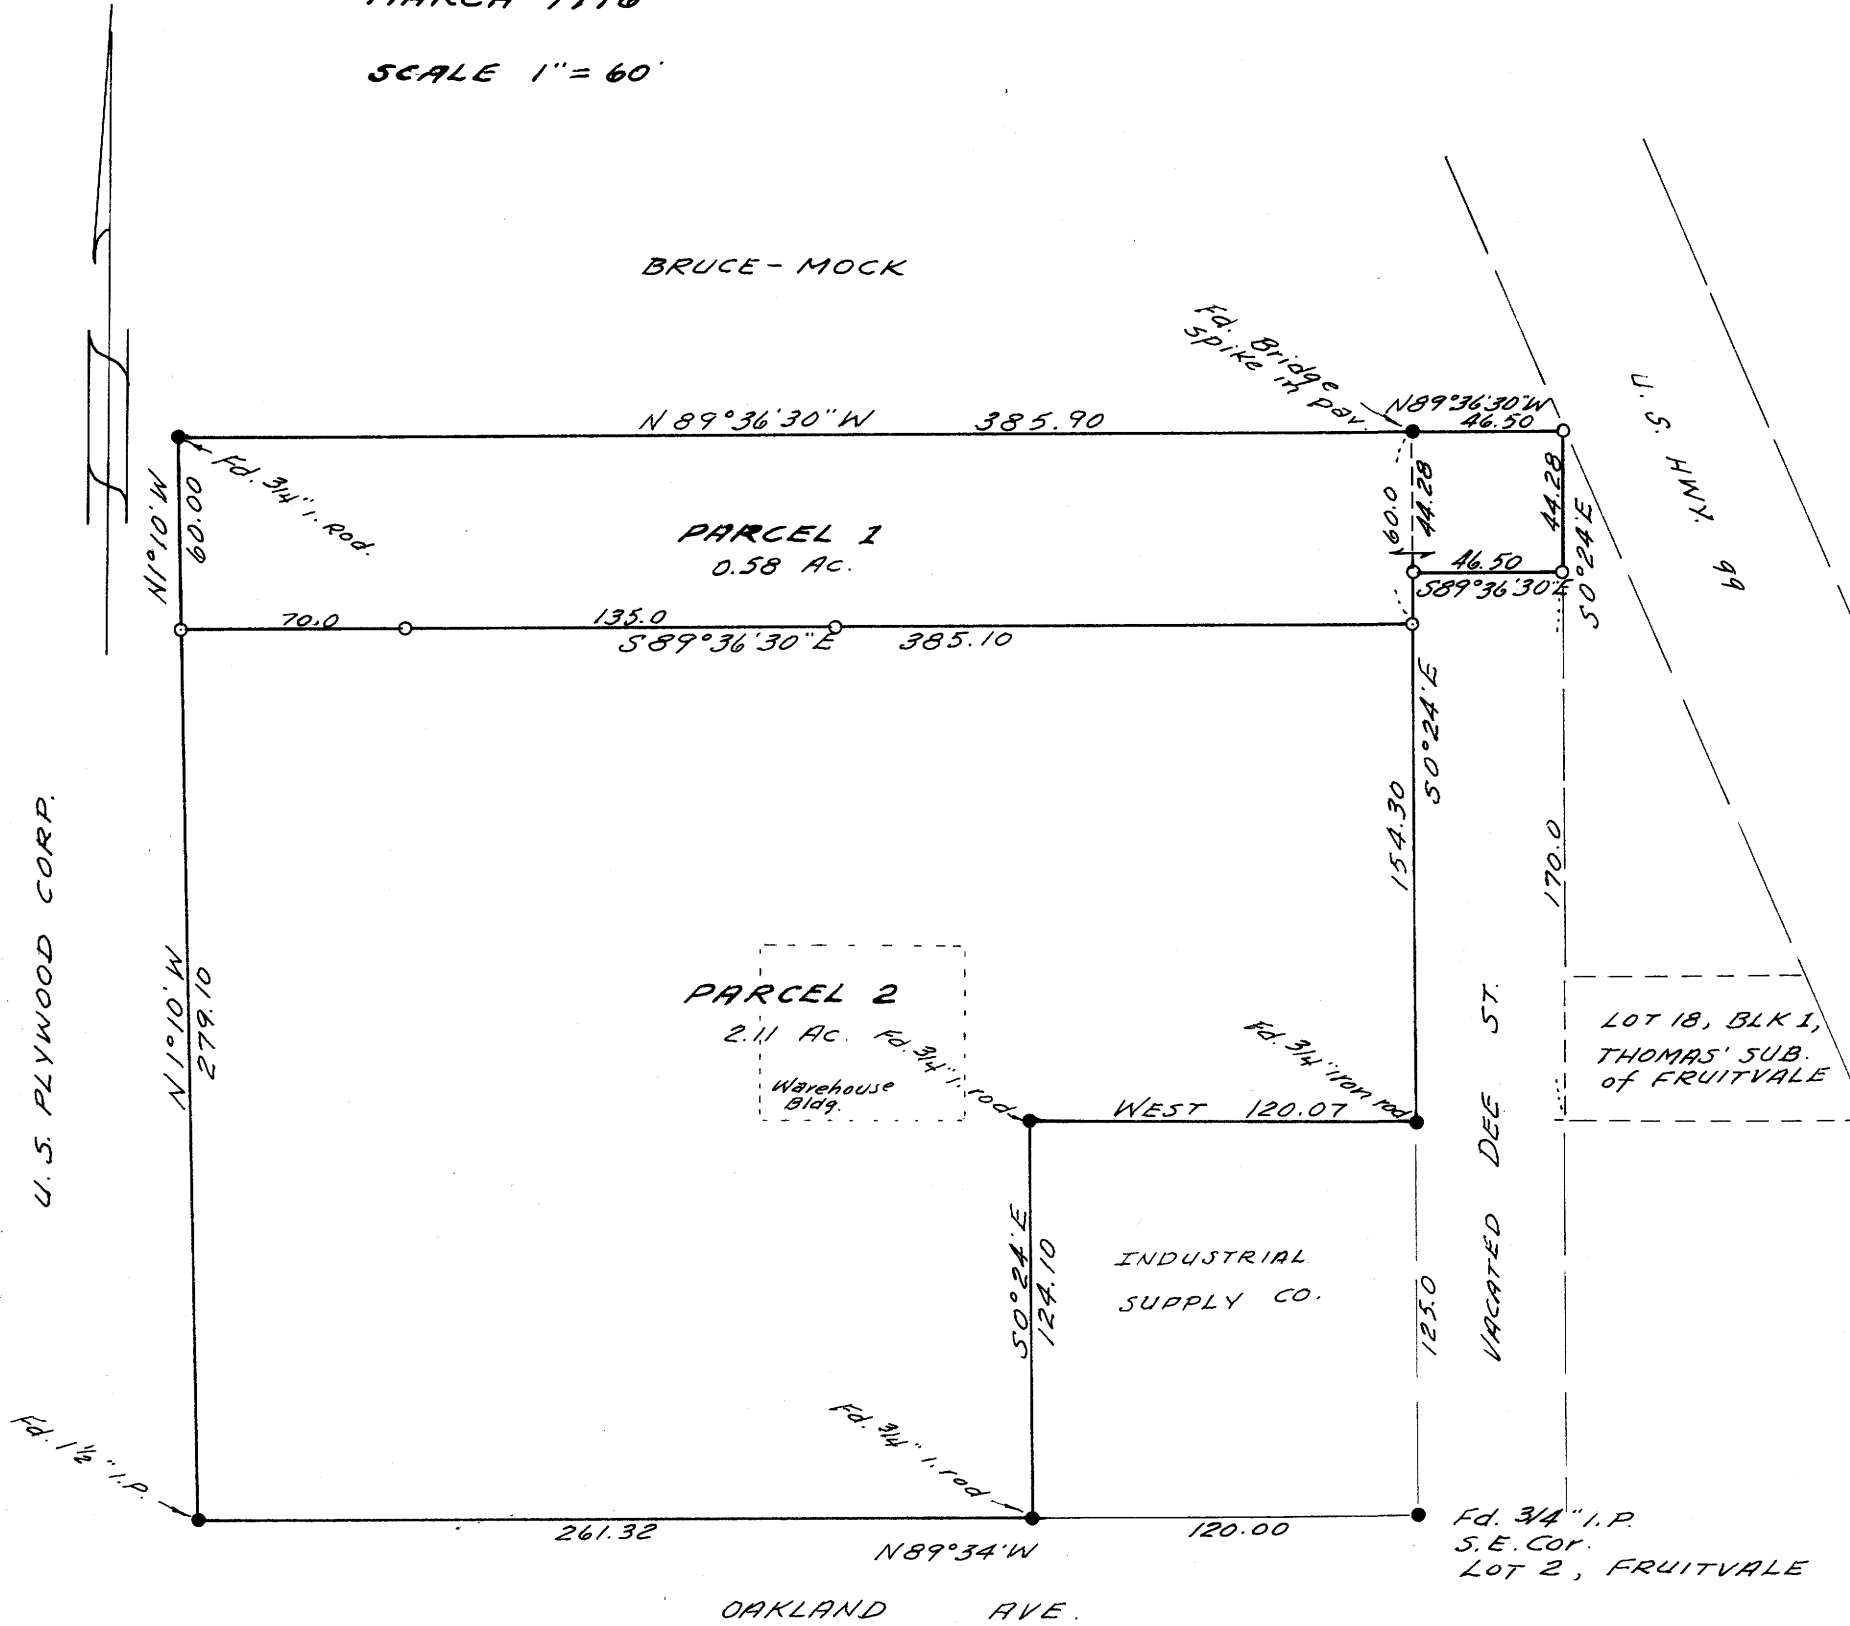 SCALE 1" = 60'
BRUCE - MOCK
Fd. Bridge
spike in pav.
N 89°36'30" W 385.90
N89°36'30"W
46.50
U. S. HWY. 99
Fd. 3/4" I. Rod.
N1°10'W
60.00
PARCEL 1
0.58 Ac.
60.0
44.28
44.28
S0°24'E
46.50
S89°36'30"E
70.0
135.0
S89°36'30"E 385.10
S0°24'E
154.30
170.0
U. S. PLYWOOD CORP.
N1°10'W
279.10
PARCEL 2
2.11 Ac.
Warehouse
Bldg.
Fd. 3/4" I. rod
Fd. 3/4" Iron rod
WEST 120.07
LOT 18, BLK 1,
THOMAS' SUB.
of FRUITVALE
VACATED DEE ST.
S0°24'E
124.10
INDUSTRIAL
SUPPLY CO.
125.0
Fd. 1½" I.P.
Fd. 3/4" I. rod
261.32
120.00
N89°34'W
Fd. 3/4" I.P.
S.E. Cor.
LOT 2, FRUITVALE
OAKLAND AVE.